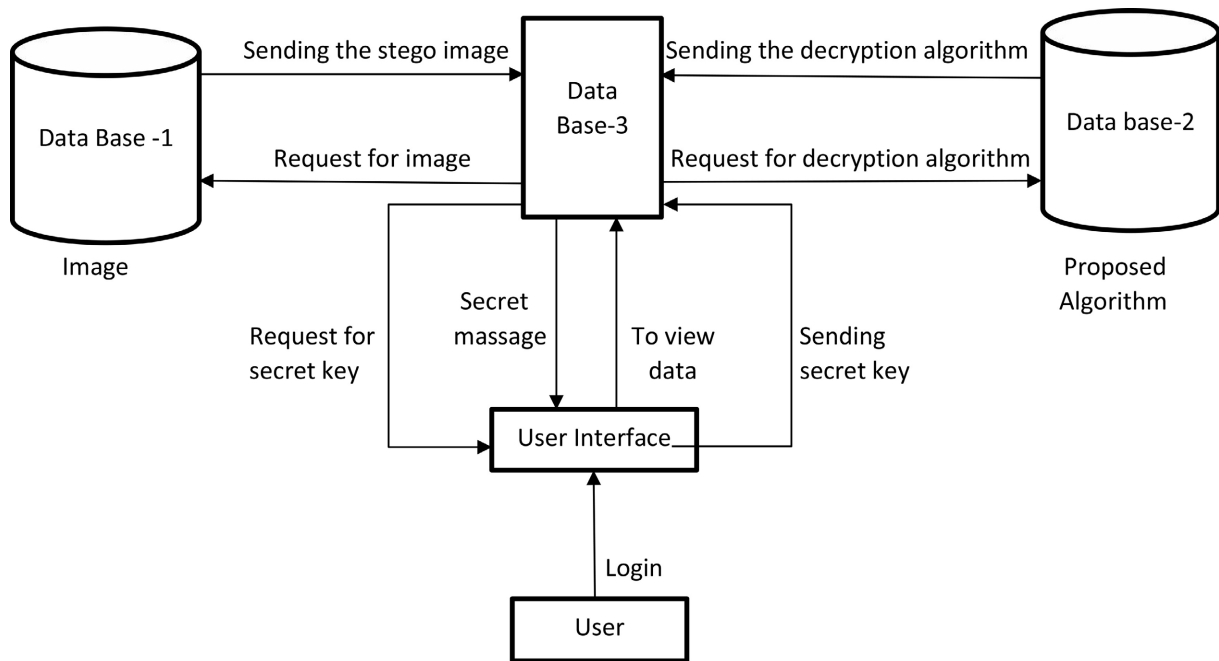 Sending the stego image
Data
Base-3
Sending the decryption algorithm
Data Base -1
Data base-2
Request for image
Request for decryption algorithm
Image
Proposed
Algorithm
Secret
massage
Request for
secret key
To view
data
Sending
secret key
User Interface
Login
User